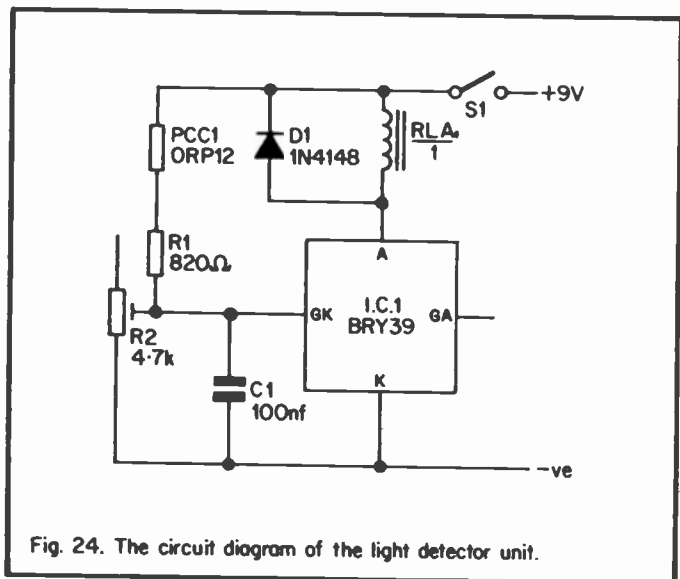 +9V
S1
PCC1
ORP12
D1
1N4148
RLA
1
R1
820Ω
A
I.C.1
BRY39
GK
GA
K
R2
4·7k
C1
100nf
-ve
Fig. 24. The circuit diagram of the light detector unit.